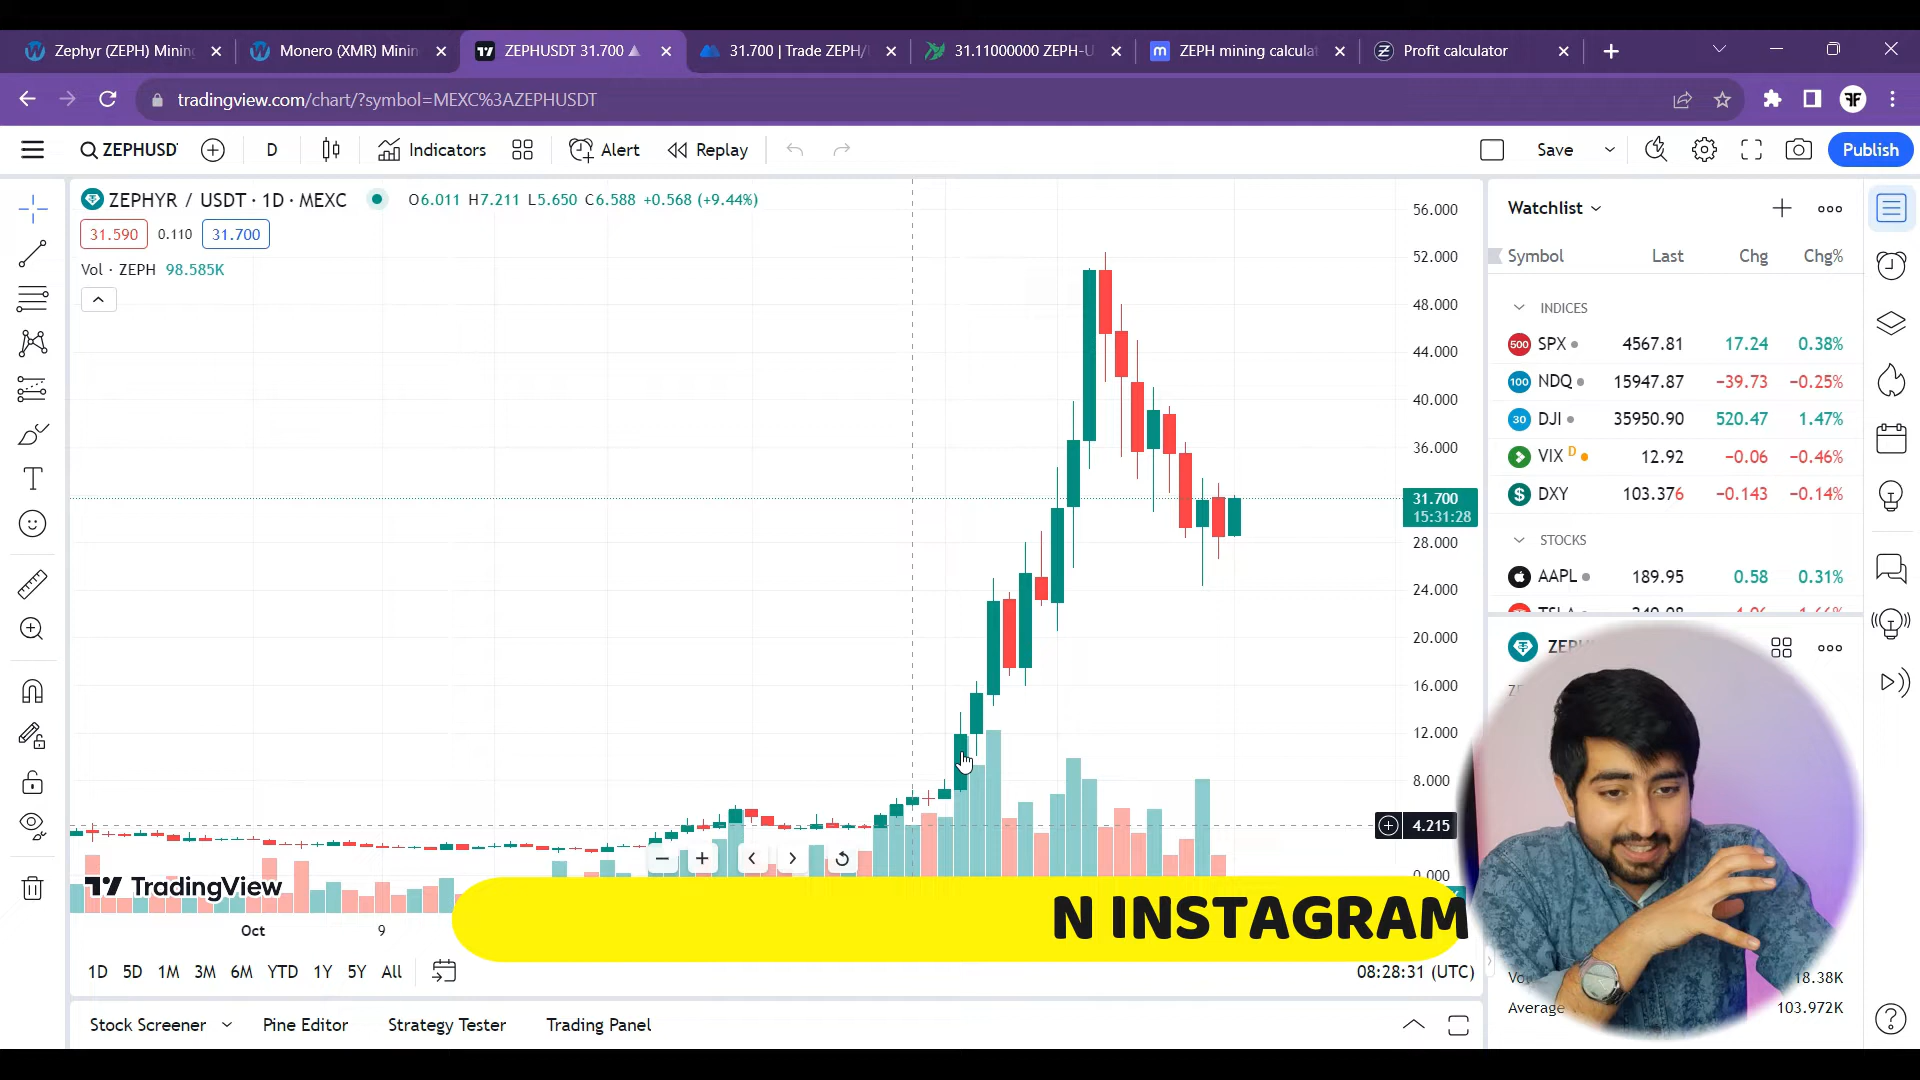 Zephyr (ZEPH) Minin
Monero (XMR) Minin
ZEPHUSDT 31.700
31.700 | Trade ZEPH/
31.11000000 ZEPH-U
ZEPH mining calculat
Profit calculator
tradingview.com/chart/?symbol=MEXC%3AZEPHUSDT
ZEPHUSD
D
Indicators
Alert
Replay
Save
Publish
ZEPHYR / USDT · 1D · MEXC
O6.011 H7.211 L5.650 C6.588 +0.568 (+9.44%)
31.590
0.110
31.700
Vol · ZEPH 98.585K
56.000
52.000
48.000
44.000
40.000
36.000
31.700
15:31:28
28.000
24.000
20.000
16.000
12.000
8.000
4.215
0.000
TradingView
Oct
9
N INSTAGRAM
1D 5D 1M 3M 6M YTD 1Y 5Y All
08:28:31 (UTC)
Stock Screener
Pine Editor
Strategy Tester
Trading Panel
Watchlist
Symbol Last Chg Chg%
INDICES
500 SPX 4567.81 17.24 0.38%
100 NDQ 15947.87 −39.73 −0.25%
30 DJI 35950.90 520.47 1.47%
VIX D 12.92 −0.06 −0.46%
$ DXY 103.376 −0.143 −0.14%
STOCKS
AAPL 189.95 0.58 0.31%
ZEP
103.972K
Average